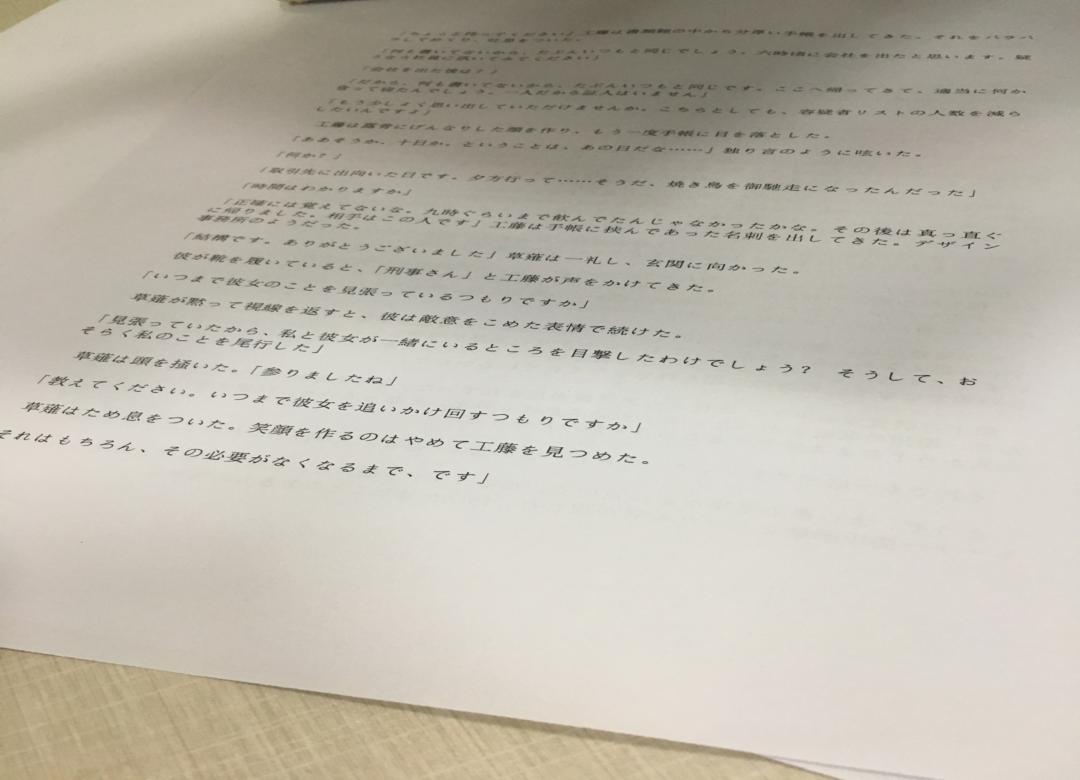 「ちょっと待ってください」工藤は書類鞄の中から分厚い手帳を出してきた。それをパラパ
ラしてめくり、吐息をついた。
「何も書いてないから、たぶんいつもと同じでしょう。六時頃に会社を出たと思います。疑
うなら社員に訊いてみてください」
「会社を出た後は？」
「だから、何も書いてないから、たぶんいつもと同じです。ここへ帰ってきて、適当に何か
食って寝たんでしょう。一人だから証人はいません」
「もう少しよく思い出していただけませんか。こちらとしても、容疑者リストの人数を減ら
したいんですよ」
工藤は露骨にげんなりした顔を作り、もう一度手帳に目を落とした。
「ああそうか、十日か。ということは、あの日だな……」独り言のように呟いた。
「何か？」
「取引先に出向いた日です。夕方行って……そうだ、焼き鳥を御馳走になったんだった」
「時間はわかりますか」
「正確には覚えてないな。九時ぐらいまで飲んでたんじゃなかったかな。その後は真っ直ぐ
に帰りました。相手はこの人です」工藤は手帳に挟んであった名刺を出してきた。デザイン
事務所のようだった。
「結構です。ありがとうございました」草薙は一礼し、玄関に向かった。
彼が靴を履いていると、「刑事さん」と工藤が声をかけてきた。
「いつまで彼女のことを見張っているつもりですか」
草薙が黙って視線を返すと、彼は敵意をこめた表情で続けた。
「見張っていたから、私と彼女が一緒にいるところを目撃したわけでしょう？　そうして、お
そらく私のことを尾行した」
草薙は頭を掻いた。「参りましたね」
「教えてください。いつまで彼女を追いかけ回すつもりですか」
草薙はため息をついた。笑顔を作るのはやめて工藤を見つめた。
それはもちろん、その必要がなくなるまで、です」